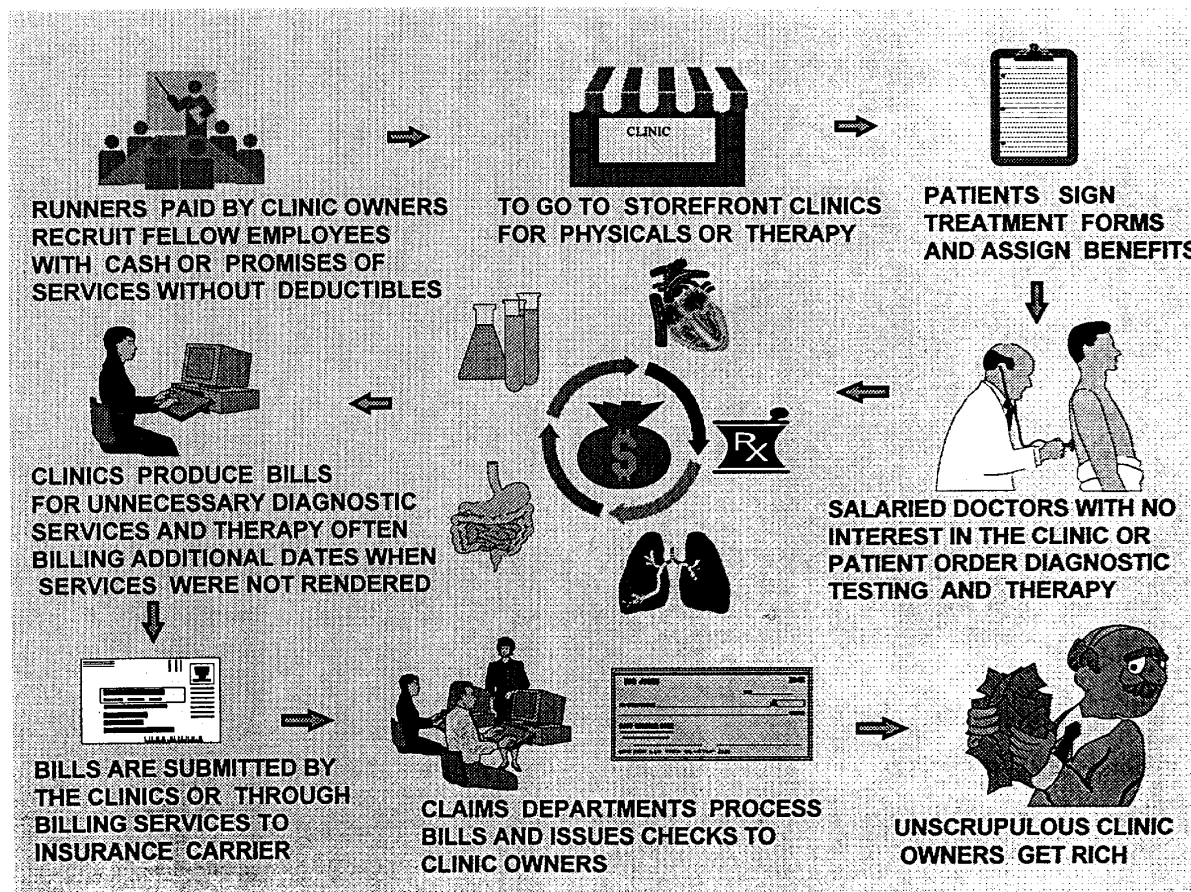 RUNNERS PAID BY CLINIC OWNERS
RECRUIT FELLOW EMPLOYEES
WITH CASH OR PROMISES OF
SERVICES WITHOUT DEDUCTIBLES
CLINIC
TO GO TO STOREFRONT CLINICS
FOR PHYSICALS OR THERAPY
PATIENTS SIGN
TREATMENT FORMS
AND ASSIGN BENEFITS
SALARIED DOCTORS WITH NO
INTEREST IN THE CLINIC OR
PATIENT ORDER DIAGNOSTIC
TESTING AND THERAPY
$
RX
CLINICS PRODUCE BILLS
FOR UNNECESSARY DIAGNOSTIC
SERVICES AND THERAPY OFTEN
BILLING ADDITIONAL DATES WHEN
SERVICES WERE NOT RENDERED
BILLS ARE SUBMITTED BY
THE CLINICS OR THROUGH
BILLING SERVICES TO
INSURANCE CARRIER
CLAIMS DEPARTMENTS PROCESS
BILLS AND ISSUES CHECKS TO
CLINIC OWNERS
UNSCRUPULOUS CLINIC
OWNERS GET RICH